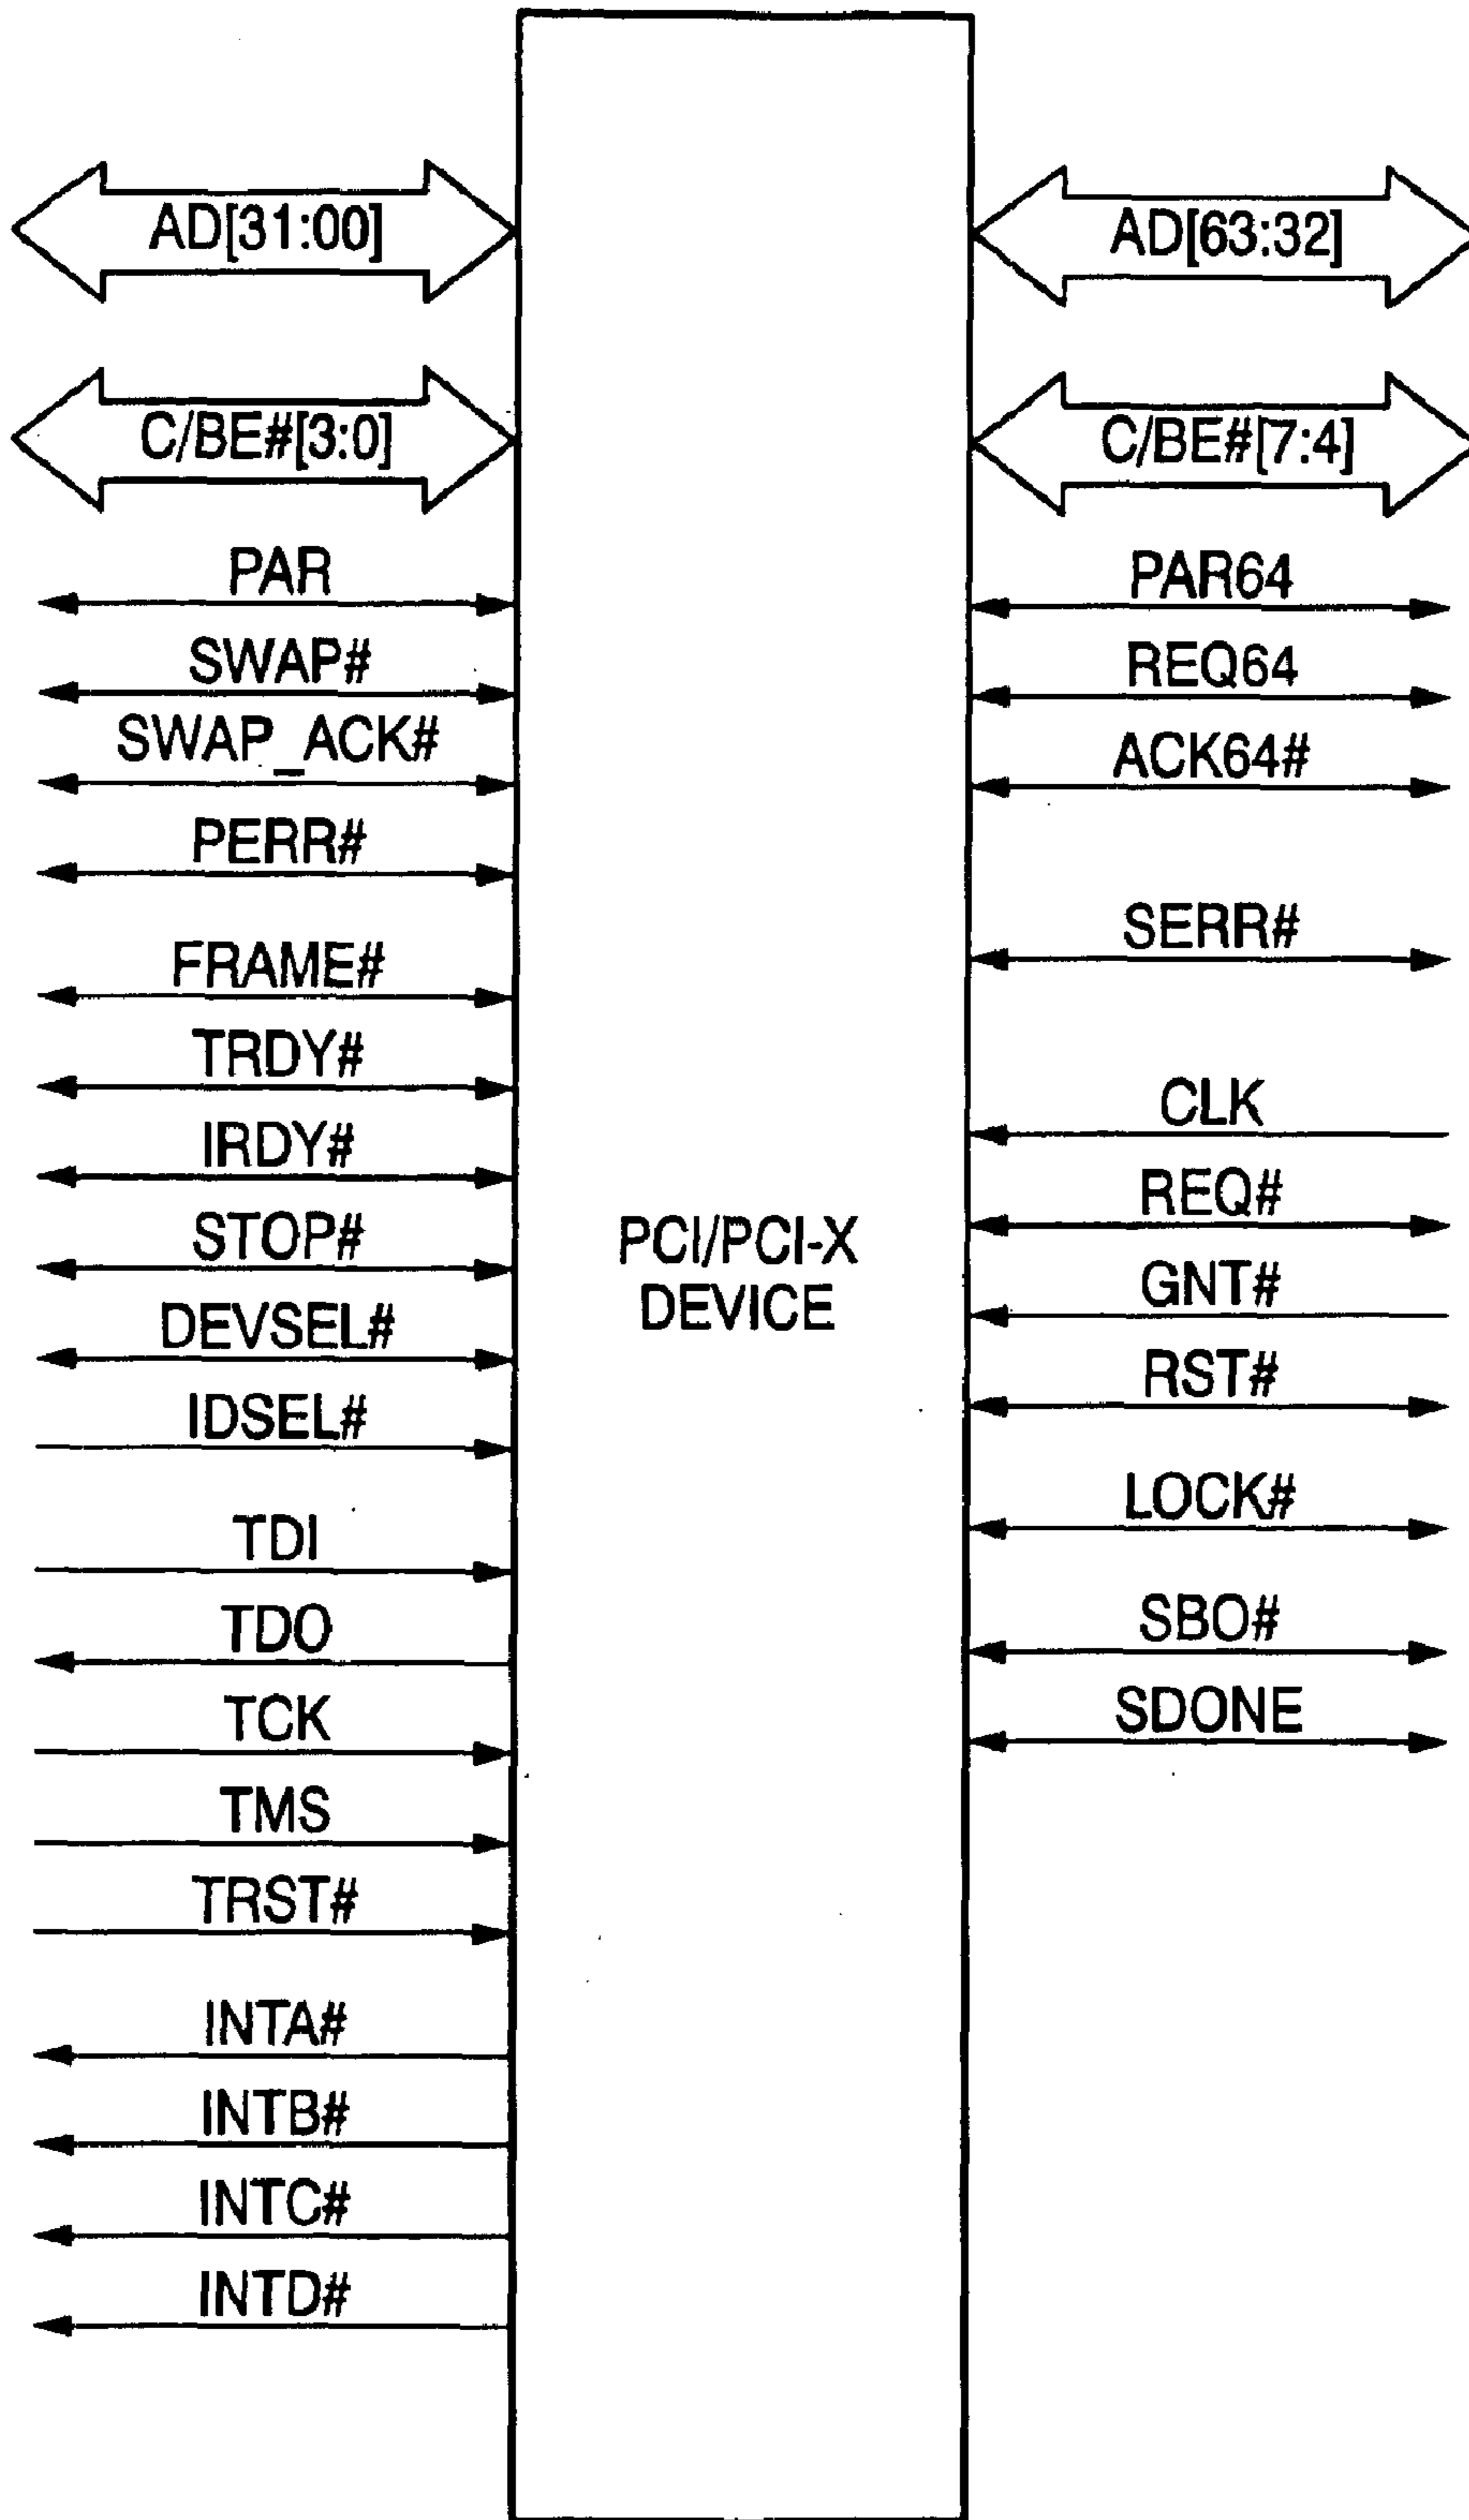 AD[31:00]
C/BE#[3:0]
PAR
SWAP#
SWAP_ACK#
PERR#
FRAME#
TRDY#
IRDY#
STOP#
DEVSEL#
IDSEL#
TDI
TDO
TCK
TMS
TRST#
INTA#
INTB#
INTC#
INTD#
PCI/PCI-X
DEVICE
AD[63:32]
C/BE#[7:4]
PAR64
REQ64
ACK64#
SERR#
CLK
REQ#
GNT#
RST#
LOCK#
SBO#
SDONE